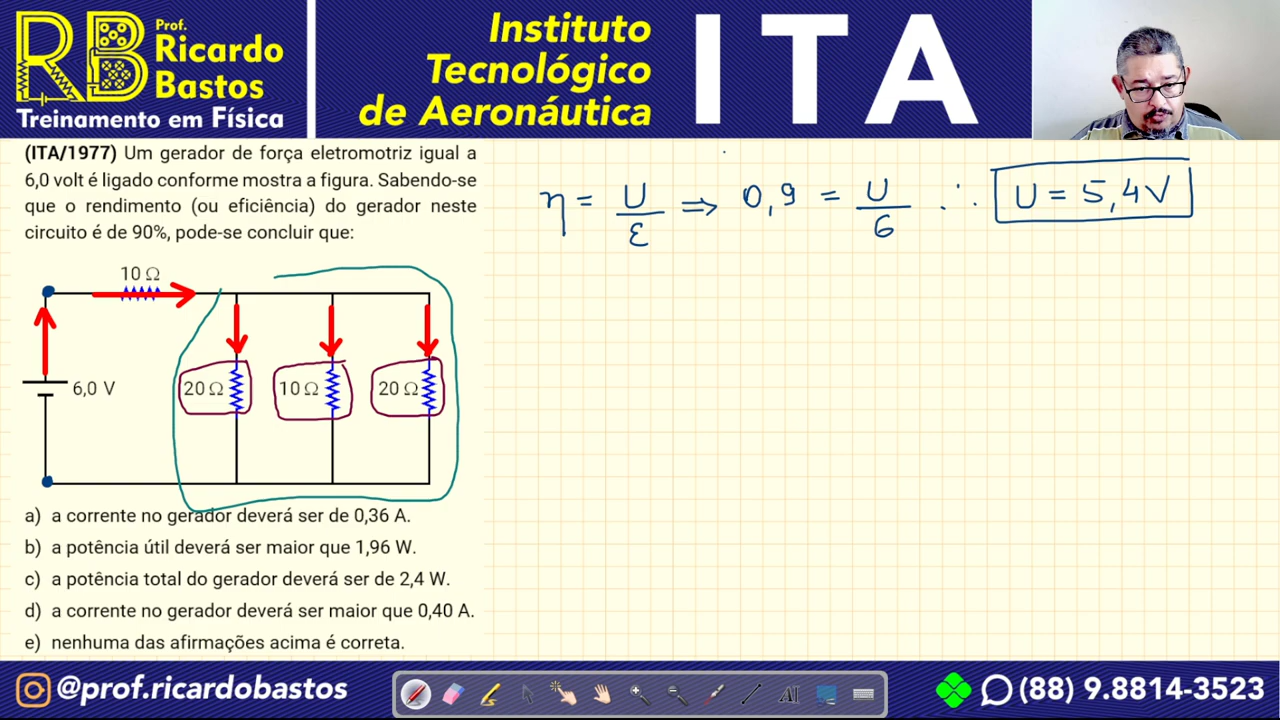 RB
Prof.
Ricardo
Bastos
Treinamento em Física
Instituto
Tecnológico
de Aeronáutica
ITA
(ITA/1977) Um gerador de força eletromotriz igual a
6,0 volt é ligado conforme mostra a figura. Sabendo-se
que o rendimento (ou eficiência) do gerador neste
circuito é de 90%, pode-se concluir que:
η = U/ε ⇒ 0,9 = U/6 ∴ U = 5,4V
10 Ω
6,0 V
20 Ω
10 Ω
20 Ω
a) a corrente no gerador deverá ser de 0,36 A.
b) a potência útil deverá ser maior que 1,96 W.
c) a potência total do gerador deverá ser de 2,4 W.
d) a corrente no gerador deverá ser maior que 0,40 A.
e) nenhuma das afirmações acima é correta.
@prof.ricardobastos
AI
(88) 9.8814-3523